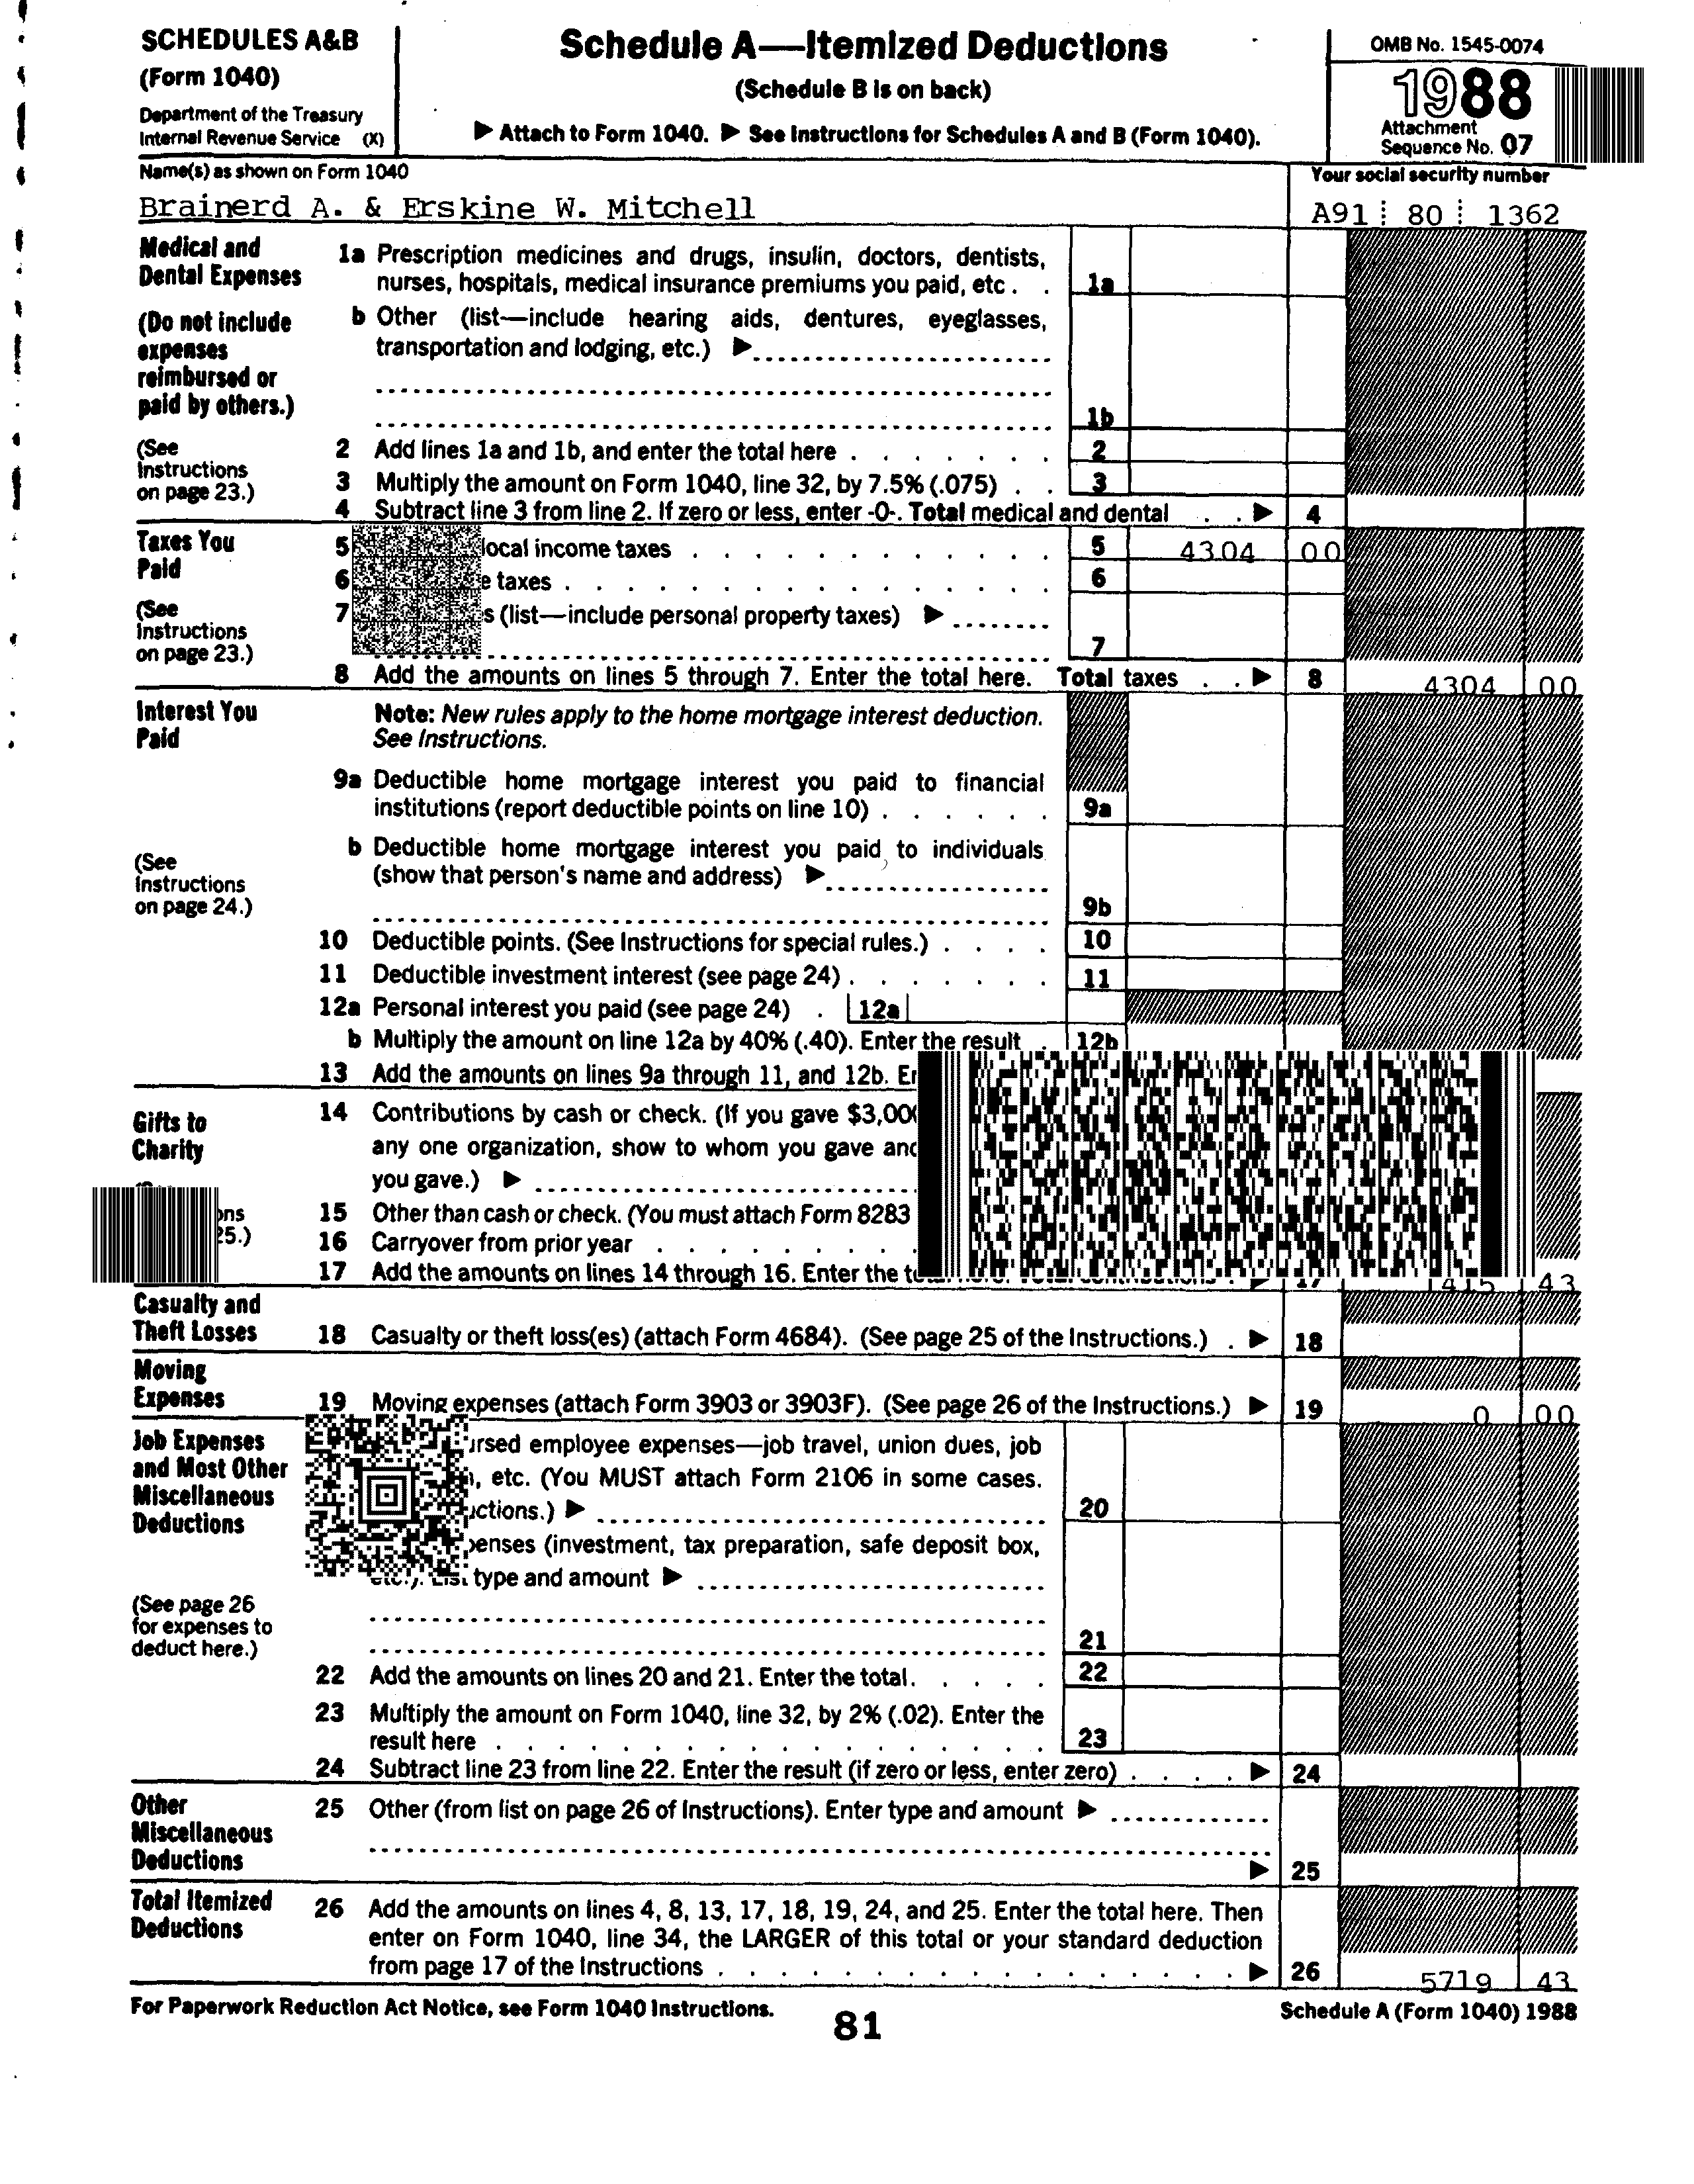 SCHEDULES A&B
(Form 1040)
Department of the Treasury
Internal Revenue Service (X)
Schedule A—Itemized Deductions
(Schedule B is on back)
▶ Attach to Form 1040. ▶ See Instructions for Schedules A and B (Form 1040).
OMB No. 1545-0074
1988
Attachment
Sequence No. 07
Name(s) as shown on Form 1040
Your social security number
Brainerd A. & Erskine W. Mitchell
A91 80 1362
Medical and
Dental Expenses
(Do not include
expenses
reimbursed or
paid by others.)
(See
Instructions
on page 23.)
1a Prescription medicines and drugs, insulin, doctors, dentists,
nurses, hospitals, medical insurance premiums you paid, etc . . 1a
b Other (list—include hearing aids, dentures, eyeglasses,
transportation and lodging, etc.) ▶
1b
2 Add lines 1a and 1b, and enter the total here . . . . . . . 2
3 Multiply the amount on Form 1040, line 32, by 7.5% (.075) . . 3
4 Subtract line 3 from line 2. If zero or less, enter -0-. Total medical and dental . . ▶ 4
Taxes You
Paid
(See
Instructions
on page 23.)
5 local income taxes . . . . . . . . . . . . 5 4304 00
6 taxes . . . . . . . . . . . . . . . . . 6
7 (list—include personal property taxes) ▶
7
8 Add the amounts on lines 5 through 7. Enter the total here. Total taxes . . ▶ 8 4304 00
Interest You
Paid
(See
Instructions
on page 24.)
Note: New rules apply to the home mortgage interest deduction.
See Instructions.
9a Deductible home mortgage interest you paid to financial
institutions (report deductible points on line 10) . . . . . . 9a
b Deductible home mortgage interest you paid to individuals
(show that person's name and address) ▶
9b
10 Deductible points. (See Instructions for special rules.) . . . . 10
11 Deductible investment interest (see page 24) . . . . . . . 11
12a Personal interest you paid (see page 24) . 12a
b Multiply the amount on line 12a by 40% (.40). Enter the result . 12b
13 Add the amounts on lines 9a through 11, and 12b.
Gifts to
Charity
25.)
14 Contributions by cash or check. (If you gave
any one organization, show to whom you gave
you gave.) ▶
15 Other than cash or check. (You must attach Form 8283
16 Carryover from prior year . . . . . . . . .
17 Add the amounts on lines 14 through 16. Enter the 17 1415 43
Casualty and
Theft Losses
18 Casualty or theft loss(es) (attach Form 4684). (See page 25 of the Instructions.) . ▶ 18
Moving
Expenses
19 Moving expenses (attach Form 3903 or 3903F). (See page 26 of the Instructions.) ▶ 19 0 00
Job Expenses
and Most Other
Miscellaneous
Deductions
(See page 26
for expenses to
deduct here.)
employee expenses—job travel, union dues, job
etc. (You MUST attach Form 2106 in some cases.
▶ 20
(investment, tax preparation, safe deposit box,
type and amount ▶
21
22 Add the amounts on lines 20 and 21. Enter the total. . . . . 22
23 Multiply the amount on Form 1040, line 32, by 2% (.02). Enter the
result here . . . . . . . . . . . . . . . . . 23
24 Subtract line 23 from line 22. Enter the result (if zero or less, enter zero) . . . . ▶ 24
Other
Miscellaneous
Deductions
25 Other (from list on page 26 of Instructions). Enter type and amount ▶
▶ 25
Total Itemized
Deductions
26 Add the amounts on lines 4, 8, 13, 17, 18, 19, 24, and 25. Enter the total here. Then
enter on Form 1040, line 34, the LARGER of this total or your standard deduction
from page 17 of the Instructions . . . . . . . . . . . . . . . . ▶ 26 5719 43
For Paperwork Reduction Act Notice, see Form 1040 Instructions.
81
Schedule A (Form 1040) 1988